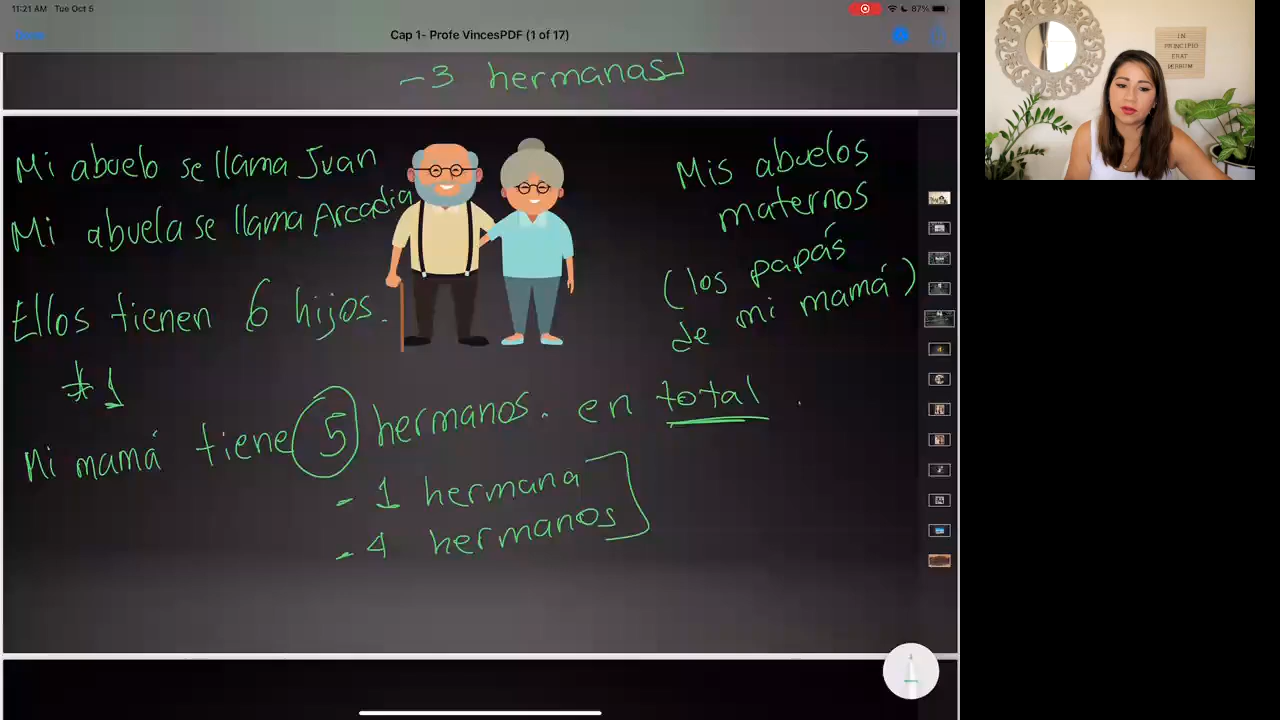 11:21 AM Tue Oct 5
87%
Cap 1- Profe VincesPDF (1 of 17)
-3 hermanas
Mi abuelo se llama Juan
Mi abuela se llama Arcadia
Ellos tienen 6 hijos.
*1
Mi mamá tiene 5 hermanos. en total.
- 1 hermana
- 4 hermanos
Mis abuelos
maternos
(los papás
de mi mamá)
IN
PRINCIPIO
ERAT
VERBUM